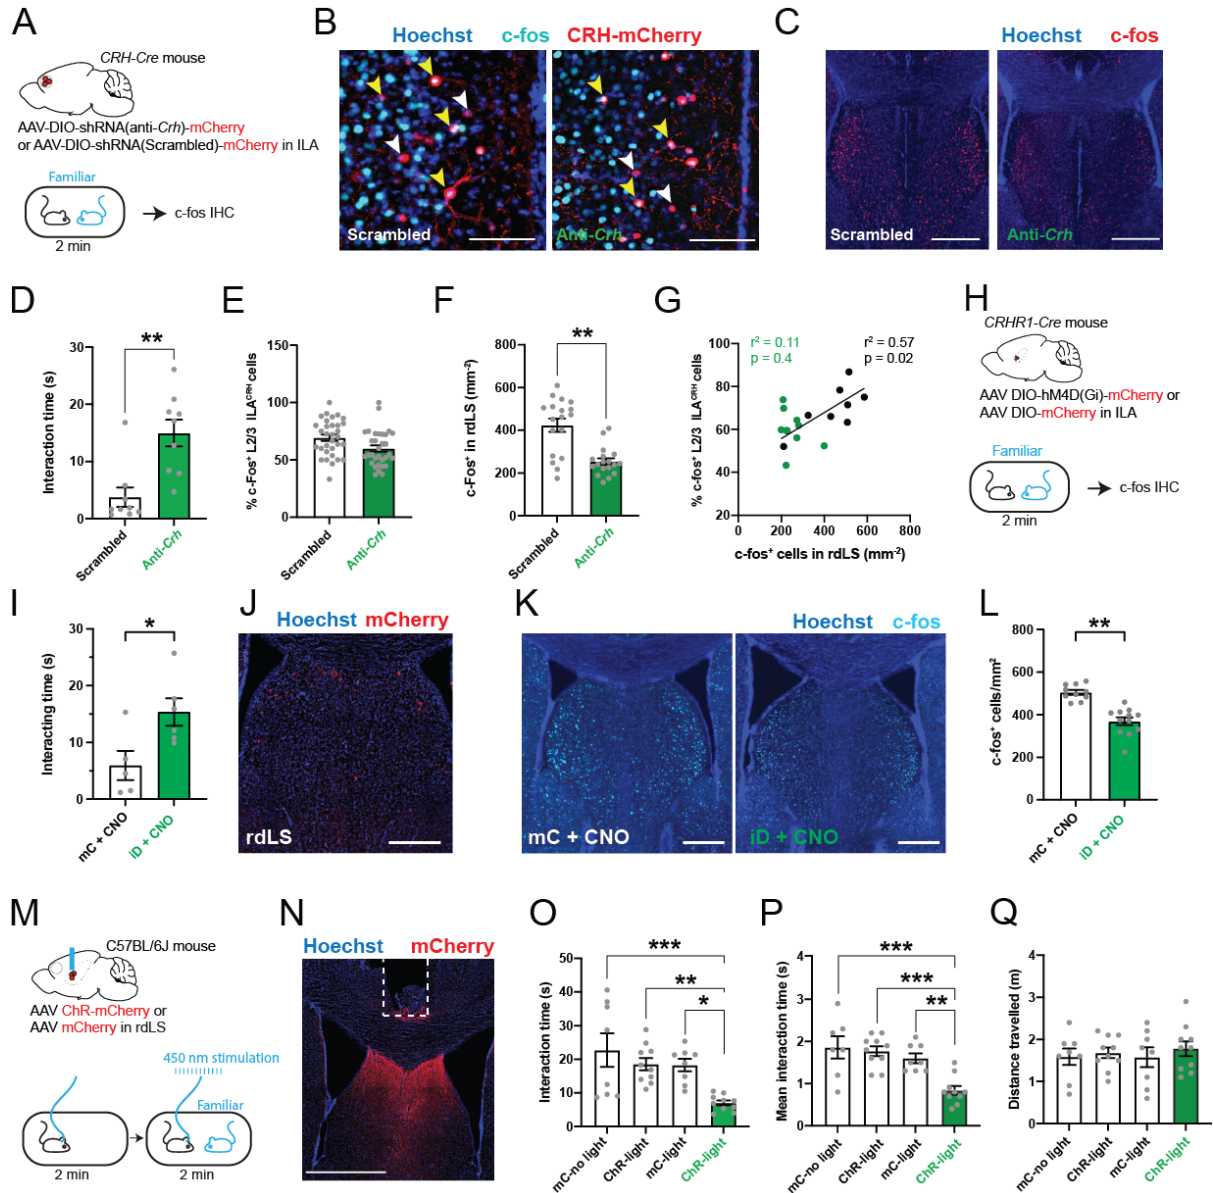 A
CRH-Cre mouse
AAV-DIO-shRNA(anti-Crh)-mCherry
or AAV-DIO-shRNA(Scrambled)-mCherry in ILA
Familiar
c-fos IHC
2 min
B
Hoechst c-fos CRH-mCherry
Scrambled
Anti-Crh
C
Hoechst c-fos
Scrambled
Anti-Crh
D
**
Interaction time (s)
30
20
10
0
Scrambled
Anti-Crh
E
% c-Fos⁺ L2/3 ILAᶜᴿᴴ cells
150
100
50
0
Scrambled
Anti-Crh
F
**
c-Fos⁺ in rdLS (mm⁻²)
800
600
400
200
0
Scrambled
Anti-Crh
G
r² = 0.11
p = 0.4
r² = 0.57
p = 0.02
% c-fos⁺ L2/3 ILAᶜᴿᴴ cells
100
80
60
40
20
0 200 400 600 800
c-fos⁺ cells in rdLS (mm⁻²)
H
CRHR1-Cre mouse
AAV DIO-hM4D(Gi)-mCherry or
AAV DIO-mCherry in ILA
Familiar
c-fos IHC
2 min
I
*
Interacting time (s)
30
20
10
0
mC + CNO
iD + CNO
J
Hoechst mCherry
rdLS
K
Hoechst c-fos
mC + CNO
iD + CNO
L
**
c-fos⁺ cells/mm²
800
600
400
200
0
mC + CNO
iD + CNO
M
C57BL/6J mouse
AAV ChR-mCherry or
AAV mCherry in rdLS
450 nm stimulation
Familiar
2 min
2 min
N
Hoechst mCherry
O
***
**
*
Interaction time (s)
50
40
30
20
10
0
mC-no light
ChR-light
mC-light
ChR-light
P
***
***
**
Mean interaction time (s)
4
3
2
1
0
mC-no light
ChR-light
mC-light
ChR-light
Q
Distance travelled (m)
4
3
2
1
0
mC-no light
ChR-light
mC-light
ChR-light